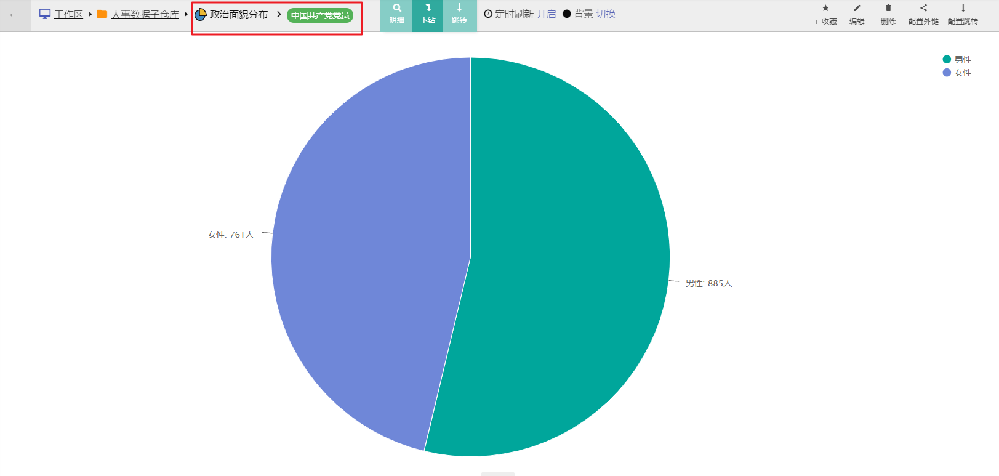 ← 工作区 人事数据子仓库 政治面貌分布 中国共产党党员
明细 下钻 跳转
定时刷新 开启 背景 切换
+ 收藏 编辑 删除 配置外链 配置跳转
男性
女性
女性: 761人
男性: 885人